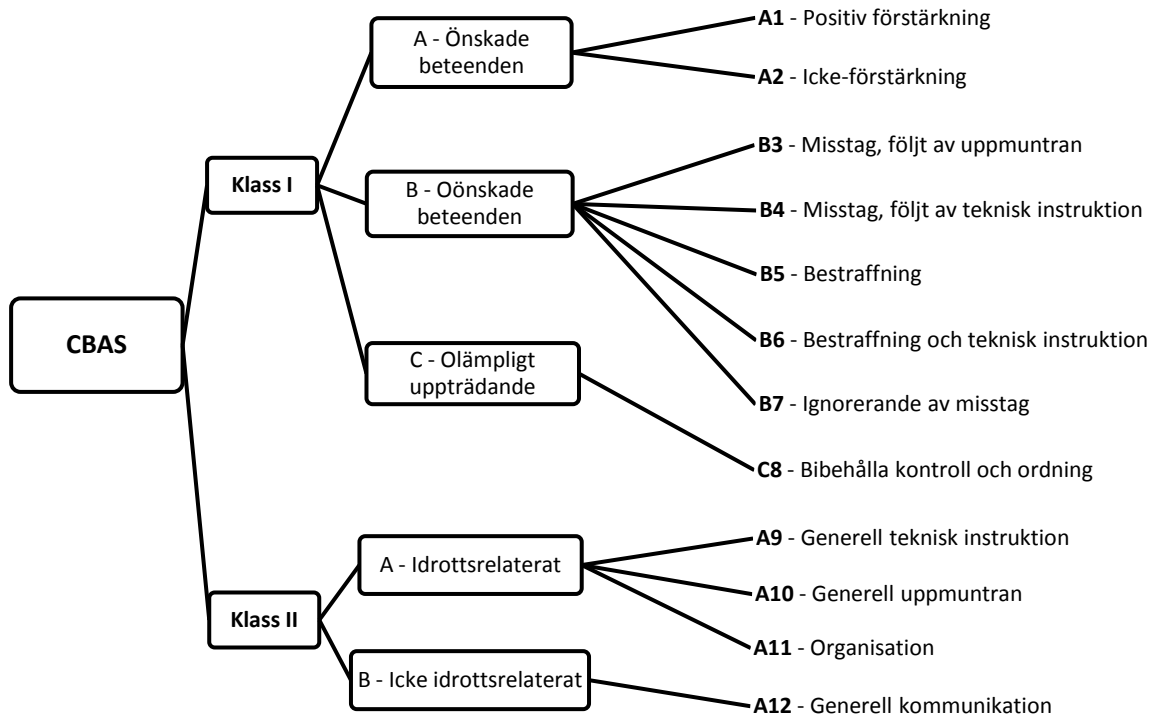 CBAS
Klass I
A - Önskade
beteenden
A1 - Positiv förstärkning
A2 - Icke-förstärkning
B - Oönskade
beteenden
B3 - Misstag, följt av uppmuntran
B4 - Misstag, följt av teknisk instruktion
B5 - Bestraffning
B6 - Bestraffning och teknisk instruktion
B7 - Ignorerande av misstag
C - Olämpligt
uppträdande
C8 - Bibehålla kontroll och ordning
Klass II
A - Idrottsrelaterat
A9 - Generell teknisk instruktion
A10 - Generell uppmuntran
A11 - Organisation
B - Icke idrottsrelaterat
A12 - Generell kommunikation